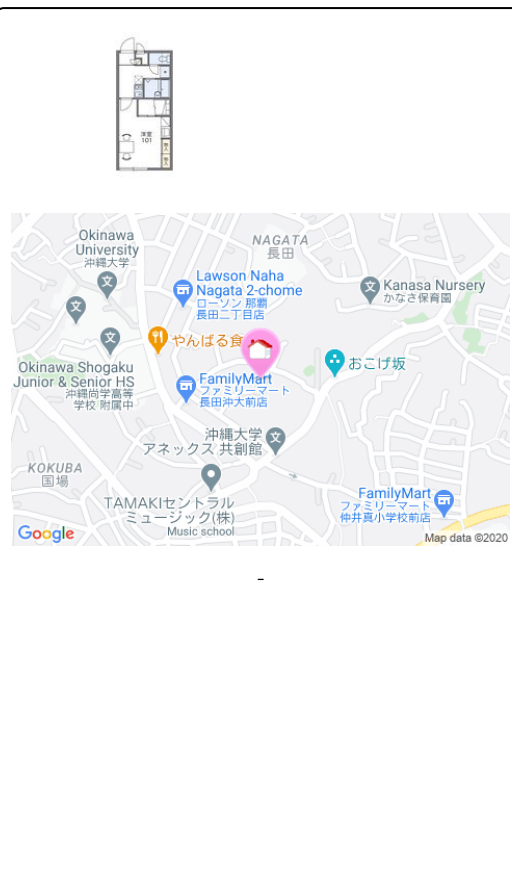 洋室
101
Okinawa
University
沖縄大学
NAGATA
長田
Lawson Naha
Nagata 2-chome
ローソン 那覇
長田二丁目店
Kanasa Nursery
かなさ保育園
やんばる食
おこげ坂
Okinawa Shogaku
Junior & Senior HS
沖縄尚学高等
学校 附属中
FamilyMart
ファミリーマート
長田沖大前店
沖縄大学
アネックス 共創館
KOKUBA
国場
TAMAKIセントラル
ミュージック(株)
Music school
FamilyMart
ファミリーマート
仲井真小学校前店
Google
Map data ©2020
-